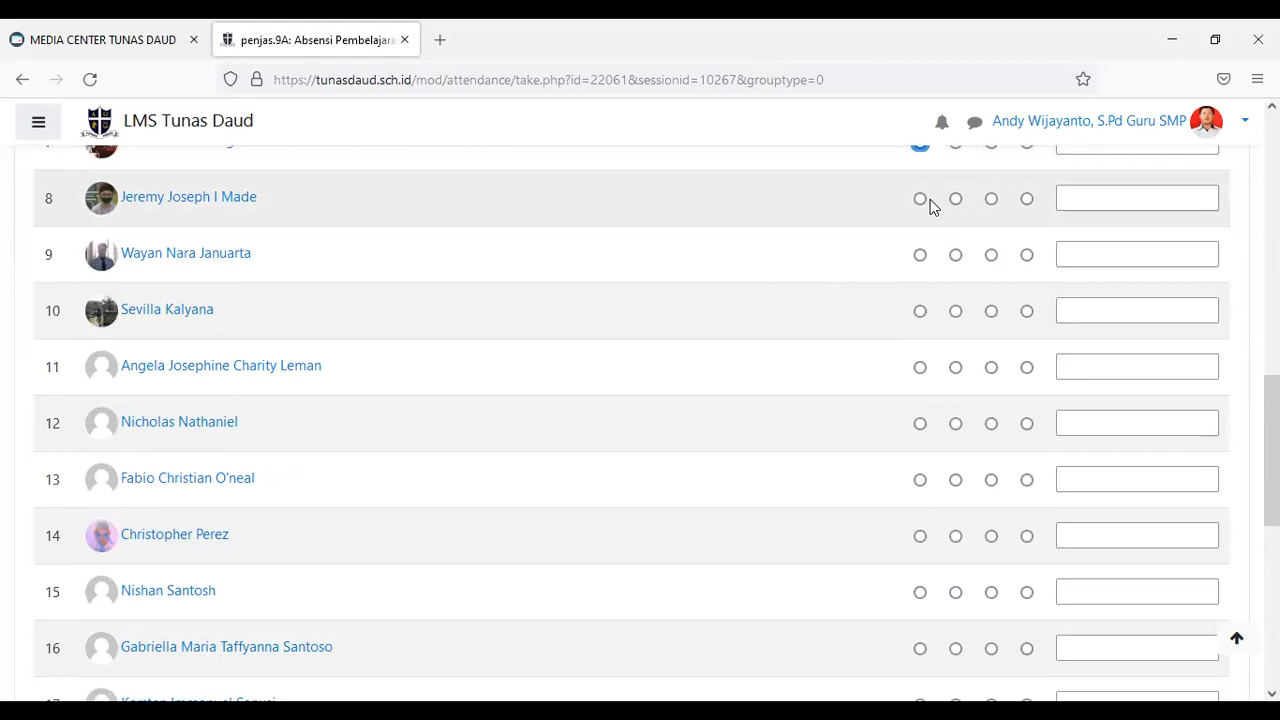 MEDIA CENTER TUNAS DAUD
penjas.9A: Absensi Pembelajara
https://tunasdaud.sch.id/mod/attendance/take.php?id=22061&sessionid=10267&grouptype=0
LMS Tunas Daud
Andy Wijayanto, S.Pd Guru SMP
8 Jeremy Joseph I Made
9 Wayan Nara Januarta
10 Sevilla Kalyana
11 Angela Josephine Charity Leman
12 Nicholas Nathaniel
13 Fabio Christian O'neal
14 Christopher Perez
15 Nishan Santosh
16 Gabriella Maria Taffyanna Santoso